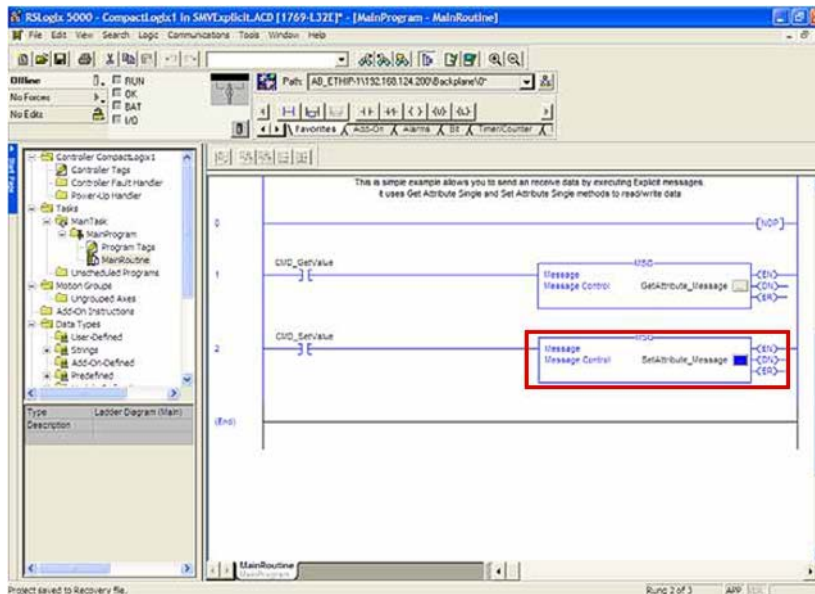 RSLogix 5000 - CompactLogix1 in SMVExplicit.ACD [1769-L32E]* - [MainProgram - MainRoutine]
File Edit View Search Logic Communications Tools Window Help
Offline
RUN
No Forces
OK
No Edits
BAT
I/O
Path: AB_ETHIP-1\192.168.124.200\Backplane\0*
Favorites Add-On Alarms Bit Timer/Counter
Start Page
Controller CompactLogix1
Controller Tags
Controller Fault Handler
Power-Up Handler
Tasks
MainTask
MainProgram
Program Tags
MainRoutine
Unscheduled Programs
Motion Groups
Ungrouped Axes
Add-On Instructions
Data Types
User-Defined
Strings
Add-On-Defined
Predefined
Type Ladder Diagram (Main)
Description
This is simple example allows you to send an receive data by executing Explicit messages.
It uses Get Attribute Single and Set Attribute Single methods to read/write data
0
NOP
1
CMD_GetValue
MSG
Message
Message Control GetAttribute_Message ...
EN
DN
ER
2
CMD_SetValue
MSG
Message
Message Control SetAttribute_Message
EN
DN
ER
(End)
MainRoutine
Project saved to Recovery file.
Rung 2 of 3 APP